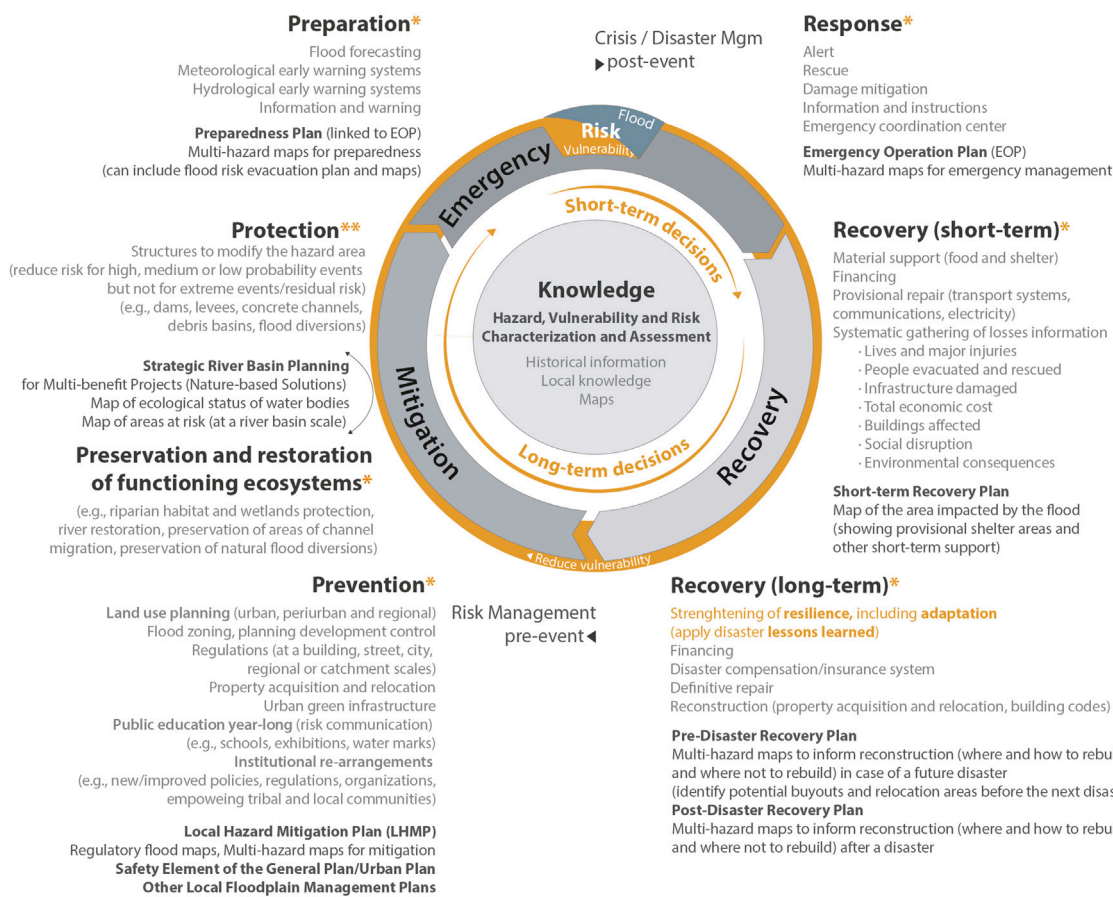 Preparation*
Flood forecasting
Meteorological early warning systems
Hydrological early warning systems
Information and warning
Preparedness Plan (linked to EOP)
Multi-hazard maps for preparedness
(can include flood risk evacuation plan and maps)
Crisis / Disaster Mgm
▶post-event
Response*
Alert
Rescue
Damage mitigation
Information and instructions
Emergency coordination center
Emergency Operation Plan (EOP)
Multi-hazard maps for emergency management
Flood
Risk
Vulnerability
Emergency
Short-term decisions
Protection**
Structures to modify the hazard area
(reduce risk for high, medium or low probability events
but not for extreme events/residual risk)
(e.g., dams, levees, concrete channels,
debris basins, flood diversions)
Strategic River Basin Planning
for Multi-benefit Projects (Nature-based Solutions)
Map of ecological status of water bodies
Map of areas at risk (at a river basin scale)
Preservation and restoration
of functioning ecosystems*
(e.g., riparian habitat and wetlands protection,
river restoration, preservation of areas of channel
migration, preservation of natural flood diversions)
Knowledge
Hazard, Vulnerability and Risk
Characterization and Assessment
Historical information
Local knowledge
Maps
Mitigation
Long-term decisions
Recovery
◀ Reduce vulnerability
Recovery (short-term)*
Material support (food and shelter)
Financing
Provisional repair (transport systems,
communications, electricity)
Systematic gathering of losses information
· Lives and major injuries
· People evacuated and rescued
· Infrastructure damaged
· Total economic cost
· Buildings affected
· Social disruption
· Environmental consequences
Short-term Recovery Plan
Map of the area impacted by the flood
(showing provisional shelter areas and
other short-term support)
Prevention*
Land use planning (urban, periurban and regional)
Flood zoning, planning development control
Regulations (at a building, street, city,
regional or catchment scales)
Property acquisition and relocation
Urban green infrastructure
Public education year-long (risk communication)
(e.g., schools, exhibitions, water marks)
Institutional re-arrangements
(e.g., new/improved policies, regulations, organizations,
empoweing tribal and local communities)
Local Hazard Mitigation Plan (LHMP)
Regulatory flood maps, Multi-hazard maps for mitigation
Safety Element of the General Plan/Urban Plan
Other Local Floodplain Management Plans
Risk Management
pre-event◀
Recovery (long-term)*
Strenghtening of resilience, including adaptation
(apply disaster lessons learned)
Financing
Disaster compensation/insurance system
Definitive repair
Reconstruction (property acquisition and relocation, building codes)
Pre-Disaster Recovery Plan
Multi-hazard maps to inform reconstruction (where and how to rebu
and where not to rebuild) in case of a future disaster
(identify potential buyouts and relocation areas before the next disas
Post-Disaster Recovery Plan
Multi-hazard maps to inform reconstruction (where and how to rebu
and where not to rebuild) after a disaster